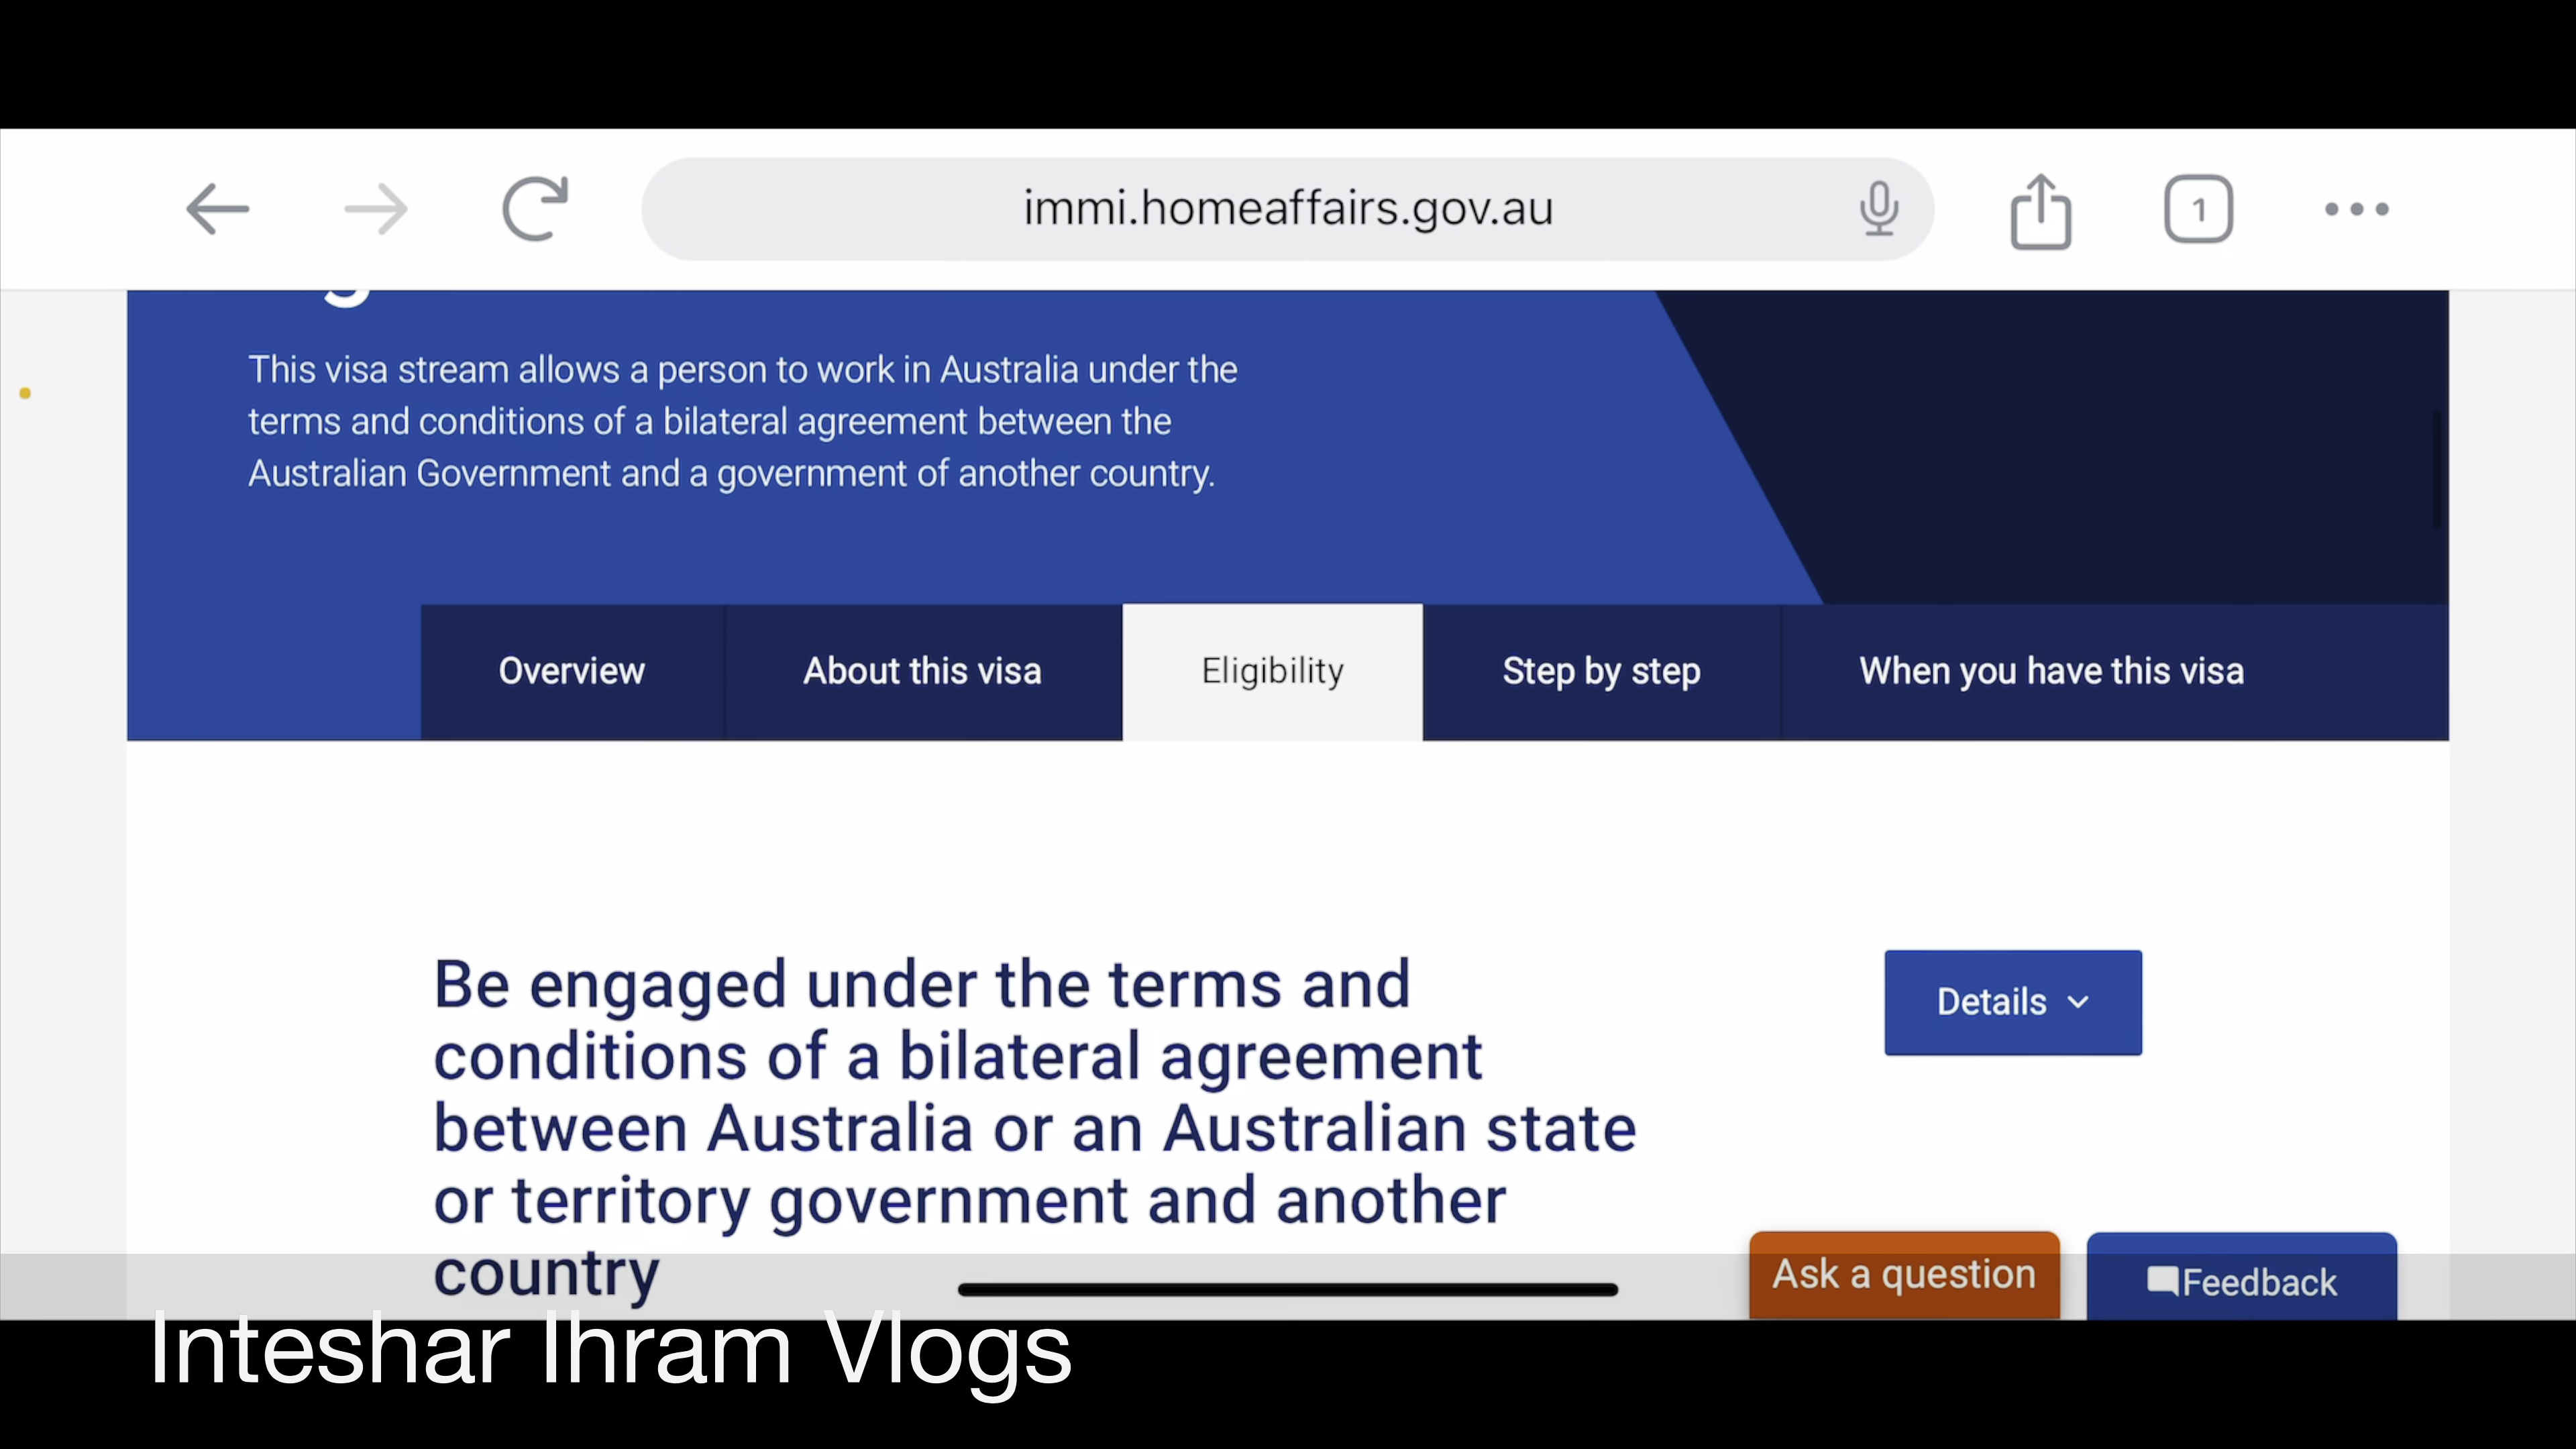 immi.homeaffairs.gov.au
1
This visa stream allows a person to work in Australia under the
terms and conditions of a bilateral agreement between the
Australian Government and a government of another country.
Overview
About this visa
Eligibility
Step by step
When you have this visa
Be engaged under the terms and
conditions of a bilateral agreement
between Australia or an Australian state
or territory government and another
country
Details
Ask a question
Feedback
Inteshar Ihram Vlogs